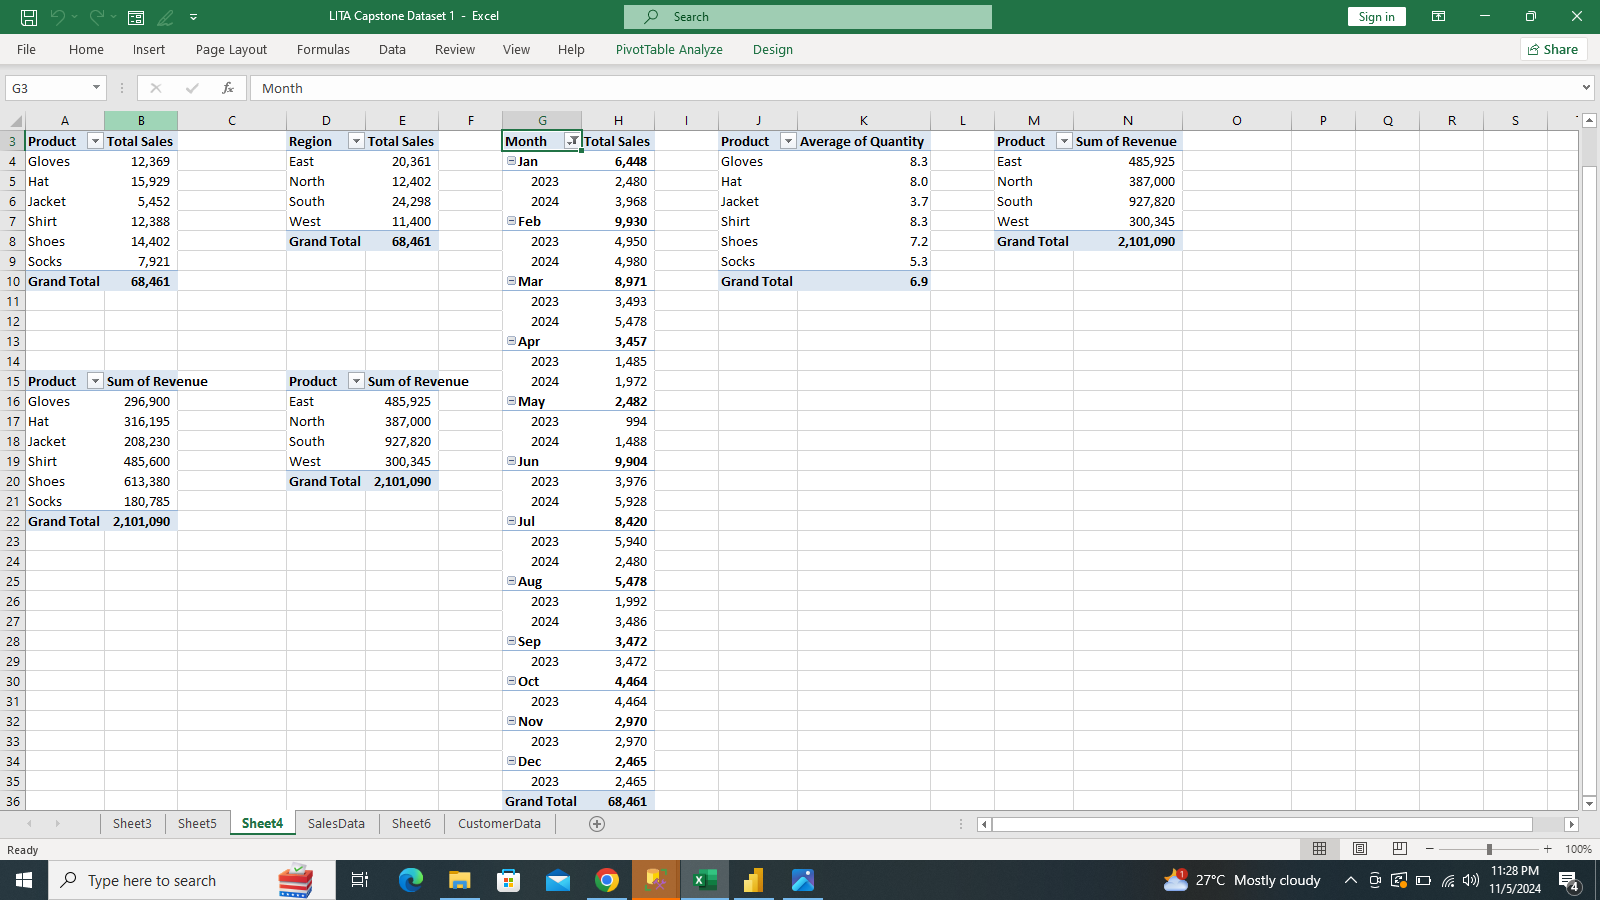 LITA Capstone Dataset 1 - Excel
Search
Sign in
File Home Insert Page Layout Formulas Data Review View Help PivotTable Analyze Design Share
G3 fx Month
A B C D E F G H I J K L M N O P Q R S
3 Product Total Sales Region Total Sales Month Total Sales Product Average of Quantity Product Sum of Revenue
4 Gloves 12,369 East 20,361 Jan 6,448 Gloves 8.3 East 485,925
5 Hat 15,929 North 12,402 2023 2,480 Hat 8.0 North 387,000
6 Jacket 5,452 South 24,298 2024 3,968 Jacket 3.7 South 927,820
7 Shirt 12,388 West 11,400 Feb 9,930 Shirt 8.3 West 300,345
8 Shoes 14,402 Grand Total 68,461 2023 4,950 Shoes 7.2 Grand Total 2,101,090
9 Socks 7,921 2024 4,980 Socks 5.3
10 Grand Total 68,461 Mar 8,971 Grand Total 6.9
11 2023 3,493
12 2024 5,478
13 Apr 3,457
14 2023 1,485
15 Product Sum of Revenue Product Sum of Revenue 2024 1,972
16 Gloves 296,900 East 485,925 May 2,482
17 Hat 316,195 North 387,000 2023 994
18 Jacket 208,230 South 927,820 2024 1,488
19 Shirt 485,600 West 300,345 Jun 9,904
20 Shoes 613,380 Grand Total 2,101,090 2023 3,976
21 Socks 180,785 2024 5,928
22 Grand Total 2,101,090 Jul 8,420
23 2023 5,940
24 2024 2,480
25 Aug 5,478
26 2023 1,992
27 2024 3,486
28 Sep 3,472
29 2023 3,472
30 Oct 4,464
31 2023 4,464
32 Nov 2,970
33 2023 2,970
34 Dec 2,465
35 2023 2,465
36 Grand Total 68,461
Sheet3 Sheet5 Sheet4 SalesData Sheet6 CustomerData
Ready 100%
Type here to search 1 27°C Mostly cloudy 11:28 PM
11/5/2024 4